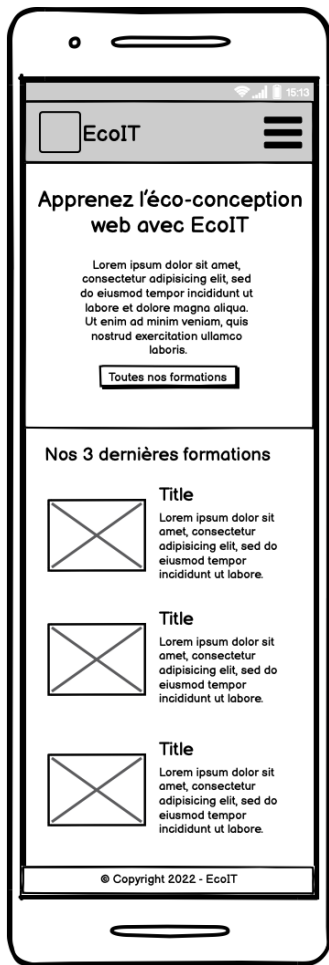 15:13
EcoIT
Apprenez l'éco-conception
web avec EcoIT
Lorem ipsum dolor sit amet,
consectetur adipisicing elit, sed
do eiusmod tempor incididunt ut
labore et dolore magna aliqua.
Ut enim ad minim veniam, quis
nostrud exercitation ullamco
laboris.
Toutes nos formations
Nos 3 dernières formations
Title
Lorem ipsum dolor sit
amet, consectetur
adipisicing elit, sed do
eiusmod tempor
incididunt ut labore.
Title
Lorem ipsum dolor sit
amet, consectetur
adipisicing elit, sed do
eiusmod tempor
incididunt ut labore.
Title
Lorem ipsum dolor sit
amet, consectetur
adipisicing elit, sed do
eiusmod tempor
incididunt ut labore.
© Copyright 2022 - EcoIT